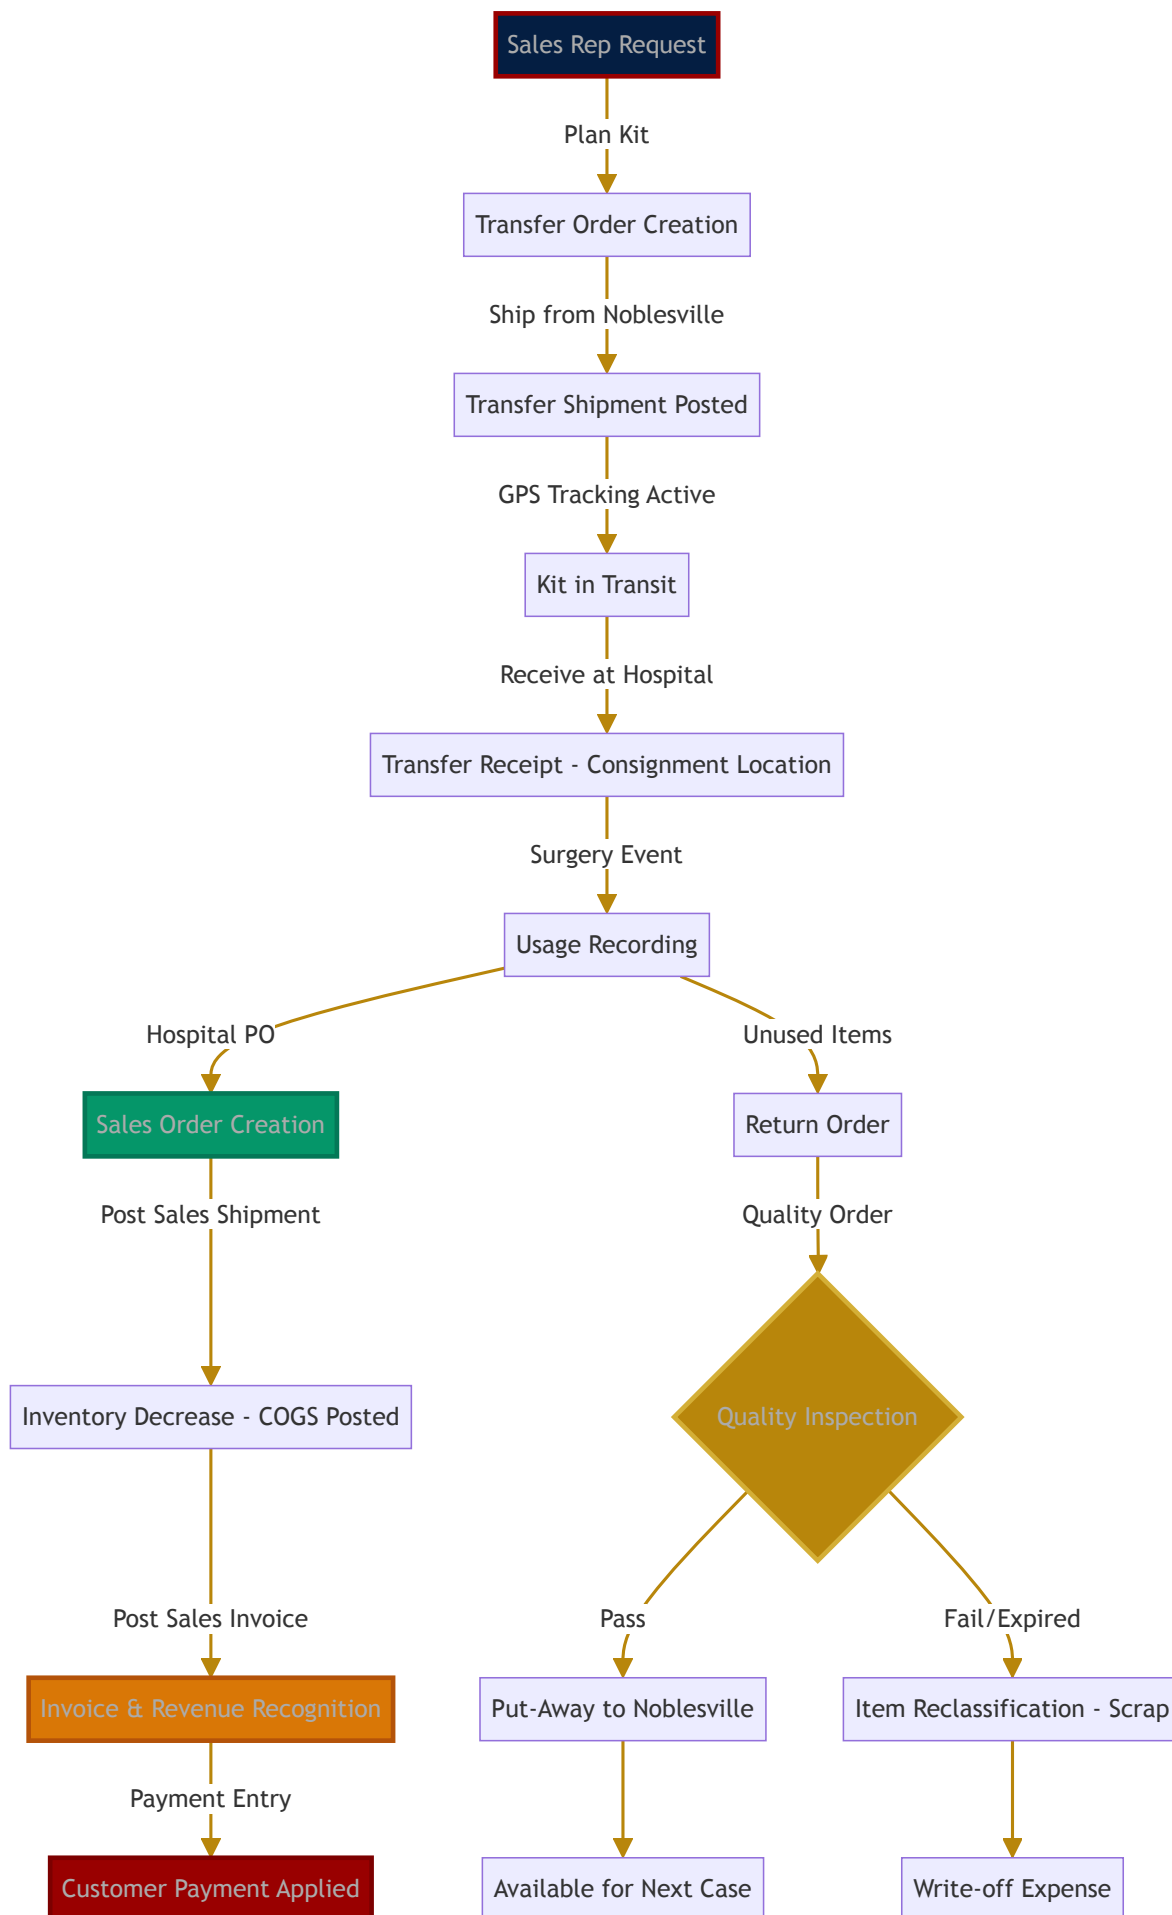 Sales Rep Request
Plan Kit
Transfer Order Creation
Ship from Noblesville
Transfer Shipment Posted
GPS Tracking Active
Kit in Transit
Receive at Hospital
Transfer Receipt - Consignment Location
Surgery Event
Usage Recording
Hospital PO
Unused Items
Sales Order Creation
Return Order
Post Sales Shipment
Quality Order
Inventory Decrease - COGS Posted
Quality Inspection
Post Sales Invoice
Pass
Fail/Expired
Invoice & Revenue Recognition
Put-Away to Noblesville
Item Reclassification - Scrap
Payment Entry
Customer Payment Applied
Available for Next Case
Write-off Expense